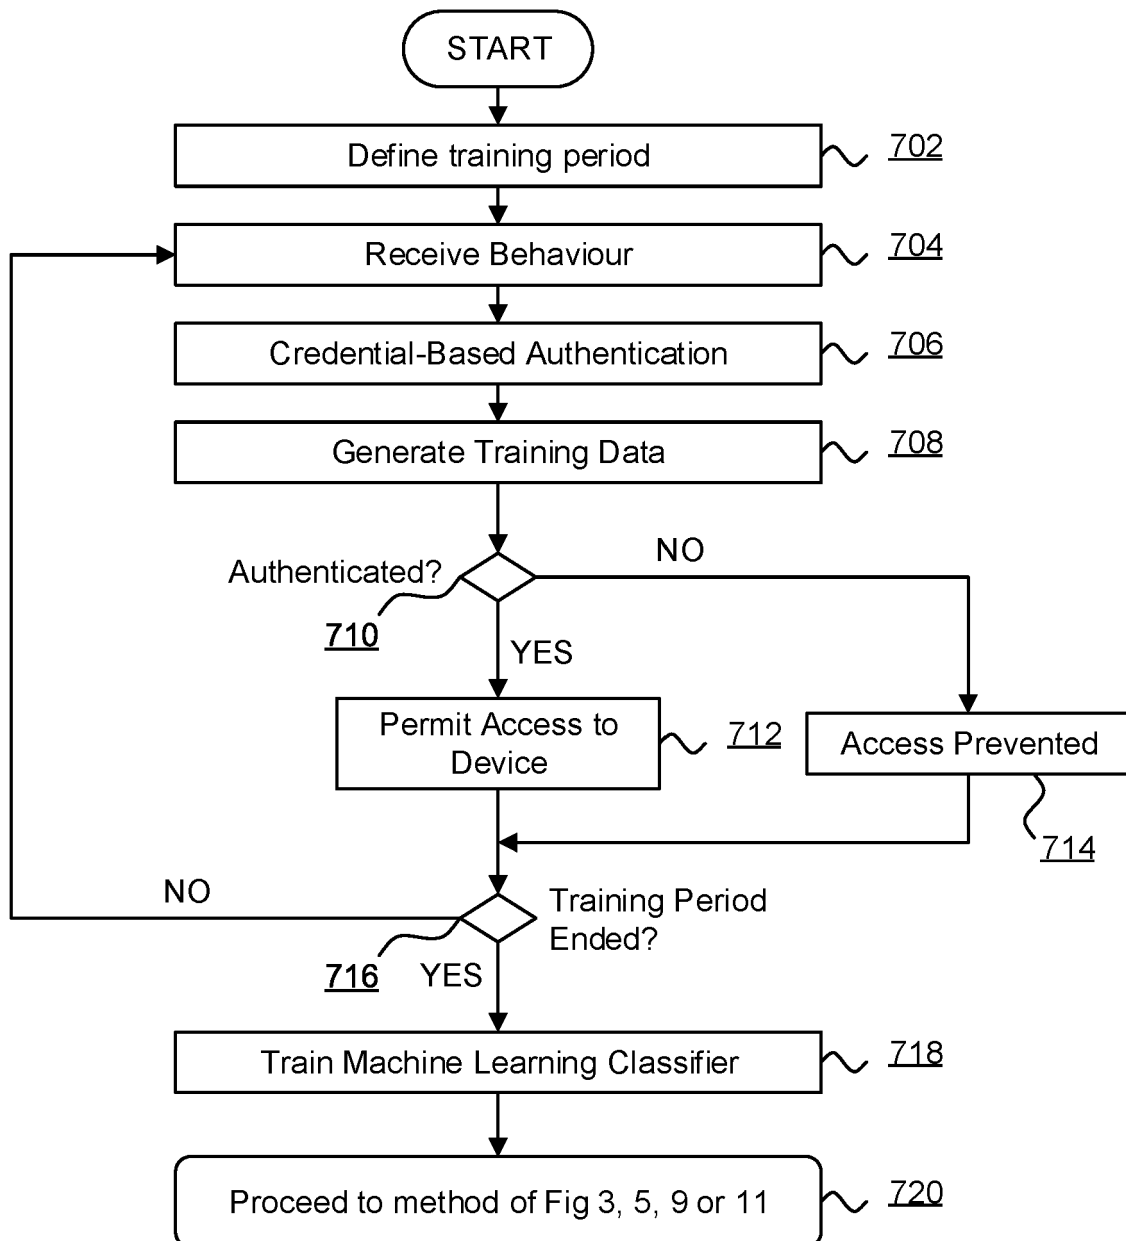 START
Define training period
702
Receive Behaviour
704
Credential-Based Authentication
706
Generate Training Data
708
Authenticated?
NO
710
YES
Permit Access to
Device
712
Access Prevented
714
NO
Training Period
Ended?
716
YES
Train Machine Learning Classifier
718
Proceed to method of Fig 3, 5, 9 or 11
720